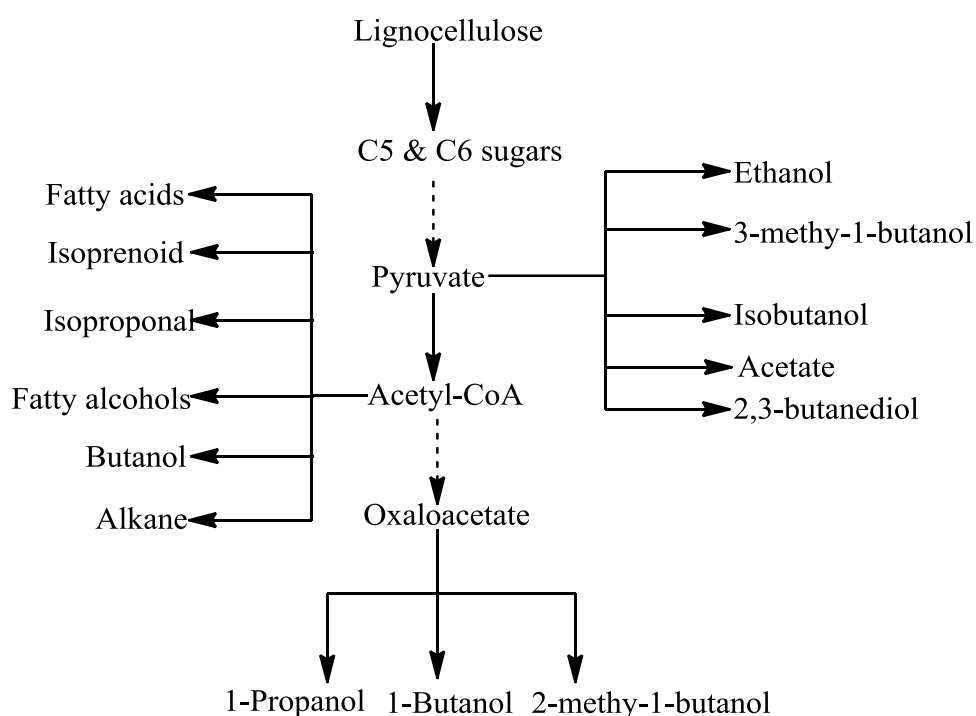 Lignocellulose
C5 & C6 sugars
Pyruvate
Ethanol
3-methy-1-butanol
Isobutanol
Acetate
2,3-butanediol
Acetyl-CoA
Fatty acids
Isoprenoid
Isoproponal
Fatty alcohols
Butanol
Alkane
Oxaloacetate
1-Propanol
1-Butanol
2-methy-1-butanol